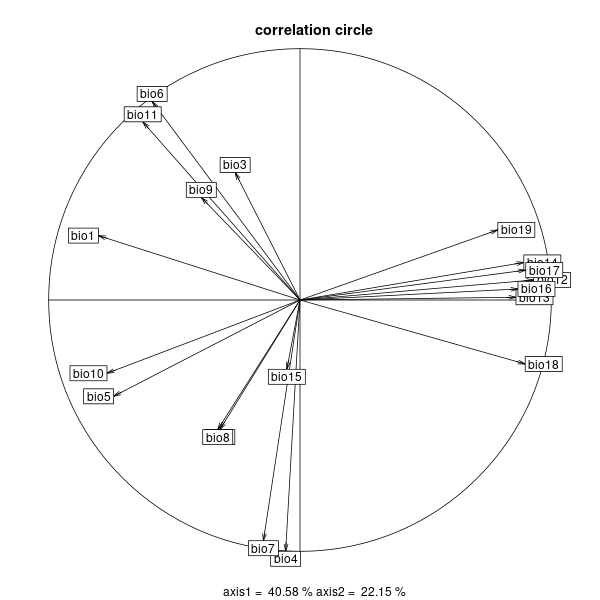 correlation circle
bio6
bio11
bio3
bio9
bio1
bio19
bio14
bio17
bio12
bio16
bio13
bio18
bio10
bio5
bio15
bio8
bio7
bio4
axis1 = 40.58 % axis2 = 22.15 %